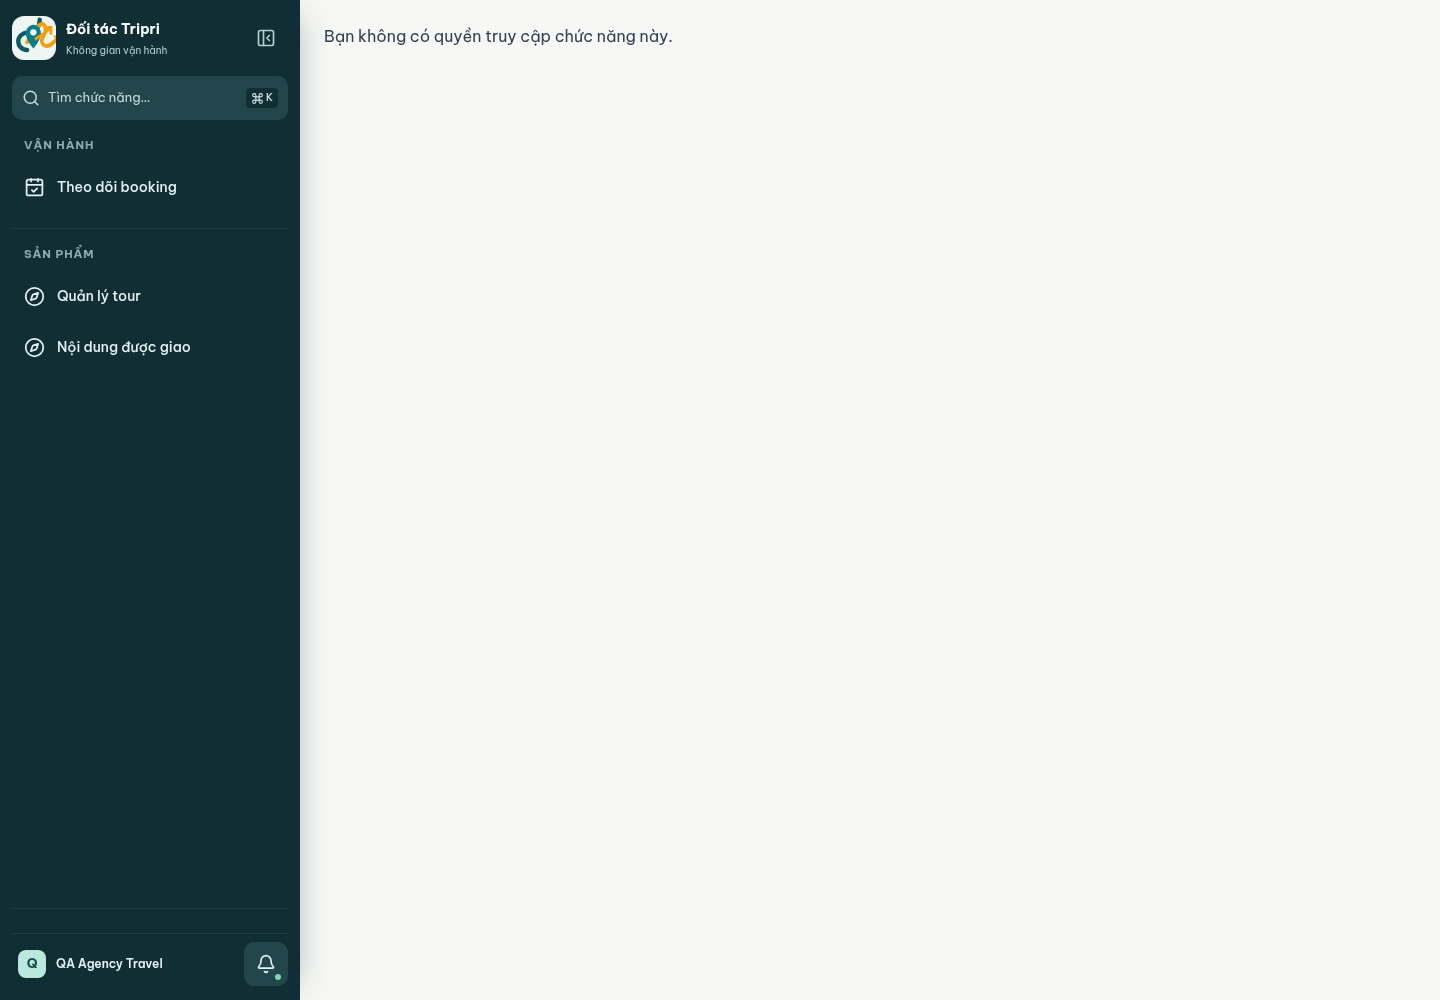 Đối tác Tripri
Không gian vận hành
Tìm chức năng...
⌘ K
VẬN HÀNH
Theo dõi booking
SẢN PHẨM
Quản lý tour
Nội dung được giao
Q
QA Agency Travel
Bạn không có quyền truy cập chức năng này.